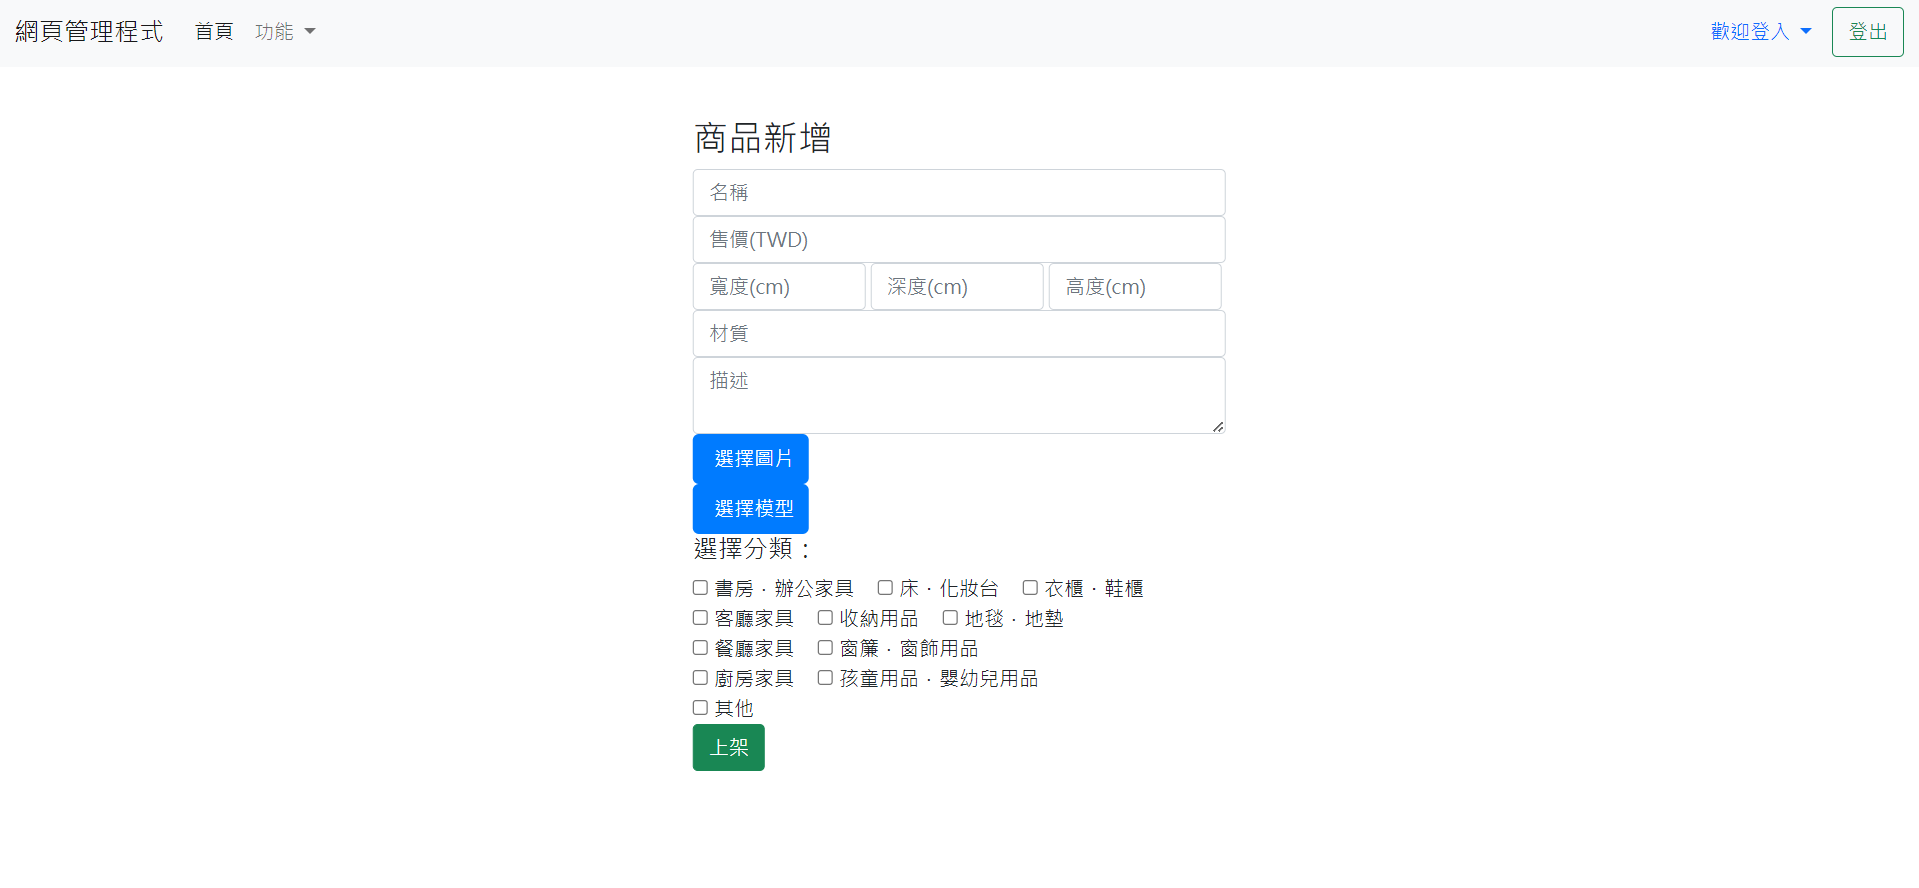 網頁管理程式 首頁 功能 歡迎登入 登出
商品新增
名稱
售價(TWD)
寬度(cm) 深度(cm) 高度(cm)
材質
描述
選擇圖片
選擇模型
選擇分類：
書房．辦公家具 床．化妝台 衣櫃．鞋櫃
客廳家具 收納用品 地毯．地墊
餐廳家具 窗簾．窗飾用品
廚房家具 孩童用品．嬰幼兒用品
其他
上架